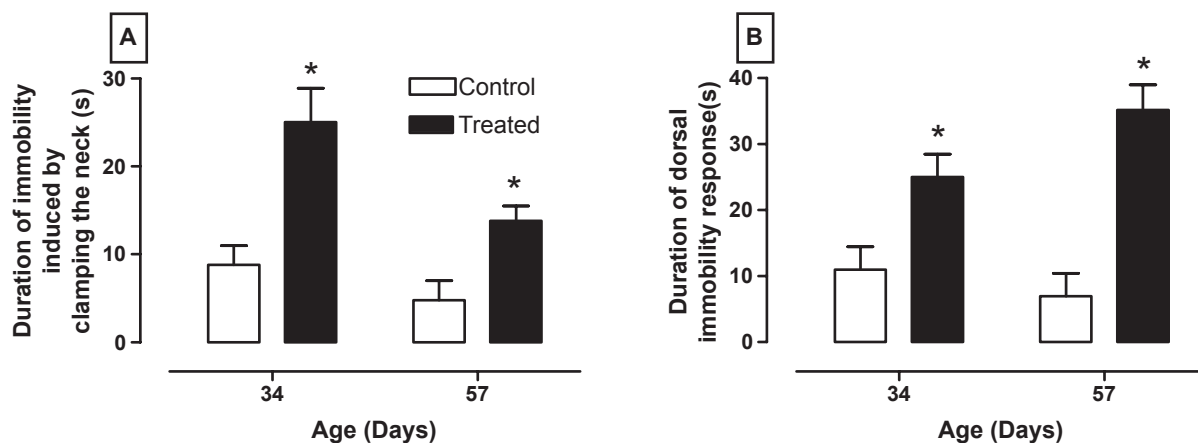 A
Duration of immobility
induced by
clamping the neck (s)
30
20
10
0
*
*
Control
Treated
34
57
Age (Days)
B
Duration of dorsal
immobility response(s)
40
30
20
10
0
*
*
34
57
Age (Days)